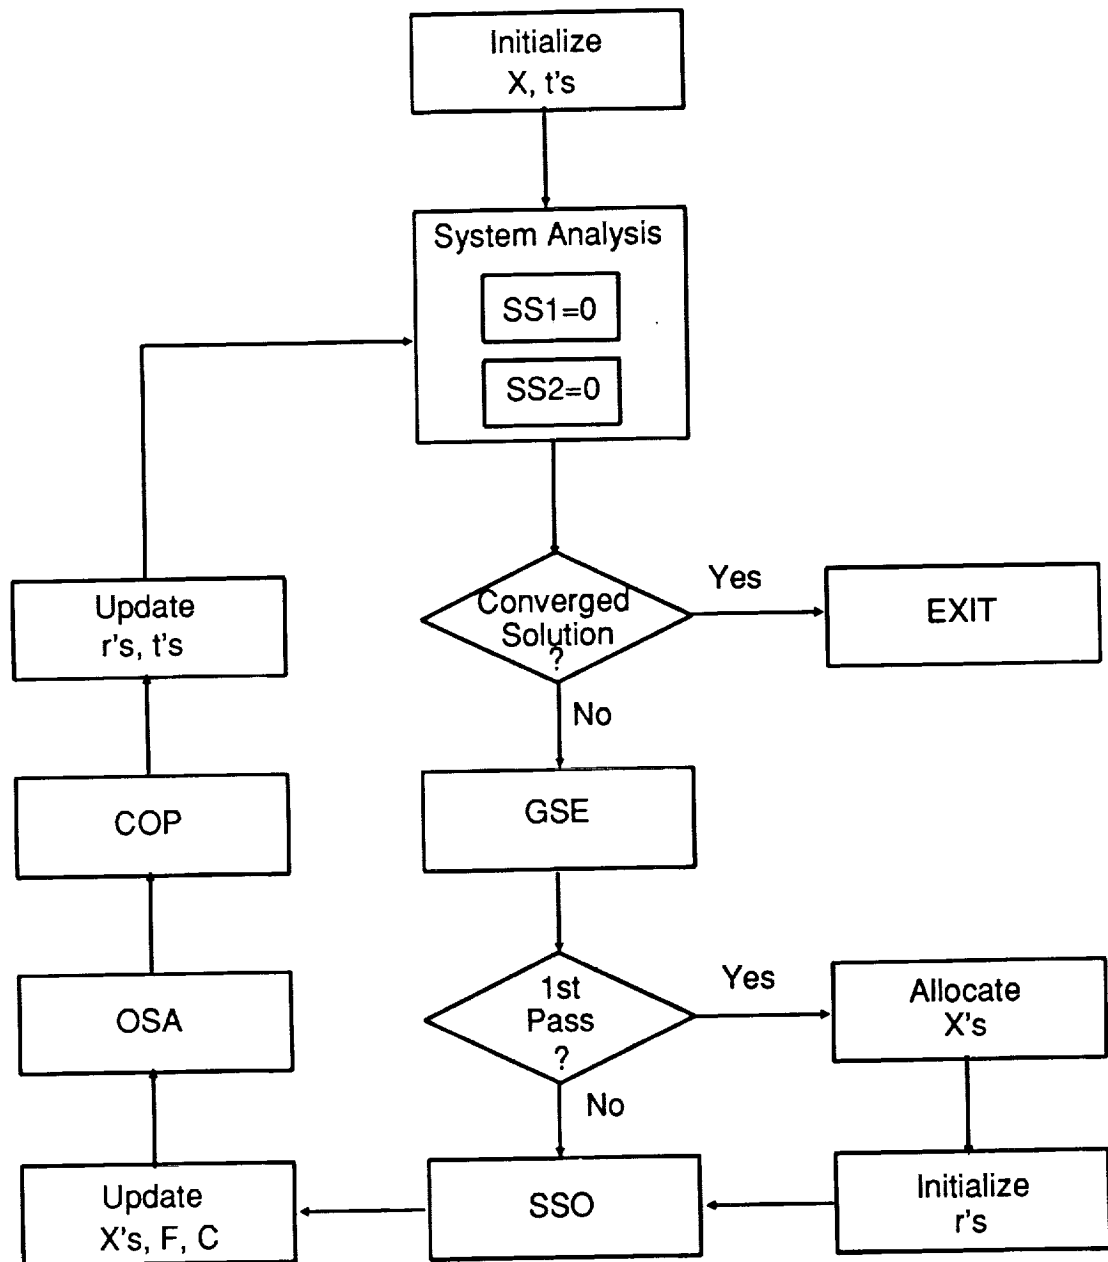 Initialize
X, t's
System Analysis
SS1=0
SS2=0
Converged
Solution
?
Yes
EXIT
No
Update
r's, t's
GSE
COP
1st
Pass
?
Yes
Allocate
X's
No
OSA
Update
X's, F, C
SSO
Initialize
r's